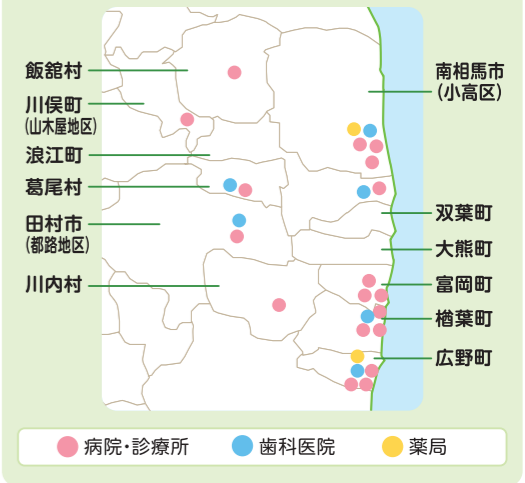 飯舘村
川俣町
(山木屋地区)
浪江町
葛尾村
田村市
(都路地区)
川内村
南相馬市
(小高区)
双葉町
大熊町
富岡町
楢葉町
広野町
病院・診療所
歯科医院
薬局